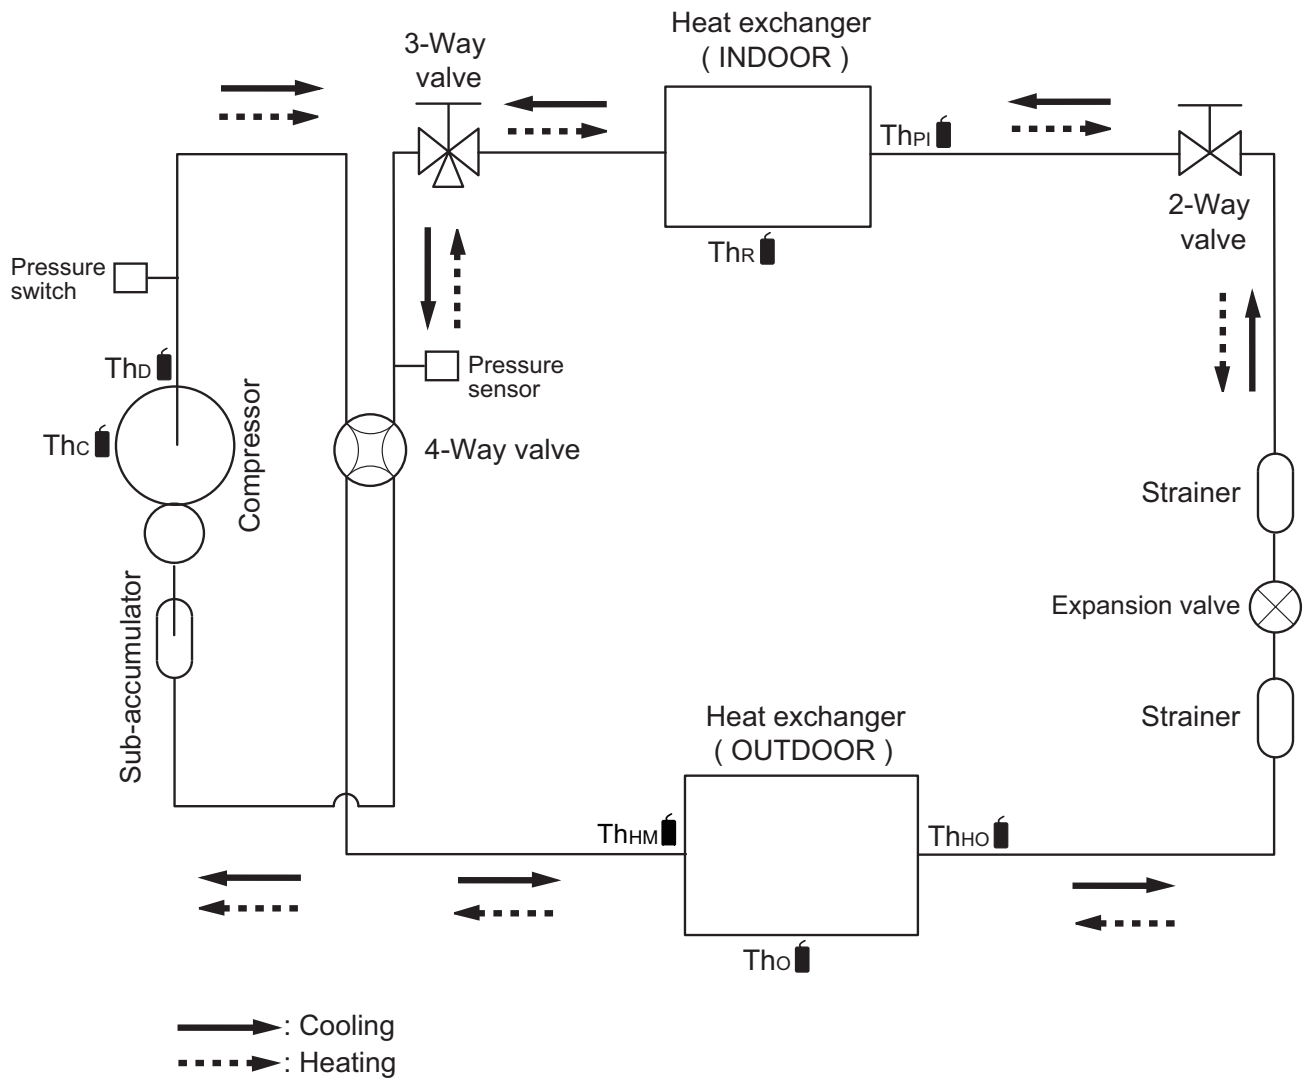 Heat exchanger
( INDOOR )
3-Way
valve
ThPI
2-Way
valve
ThR
Pressure
switch
ThD
Pressure
sensor
ThC
Compressor
4-Way valve
Strainer
Expansion valve
Sub-accumulator
Strainer
Heat exchanger
( OUTDOOR )
ThHM
ThHO
ThO
: Cooling
: Heating